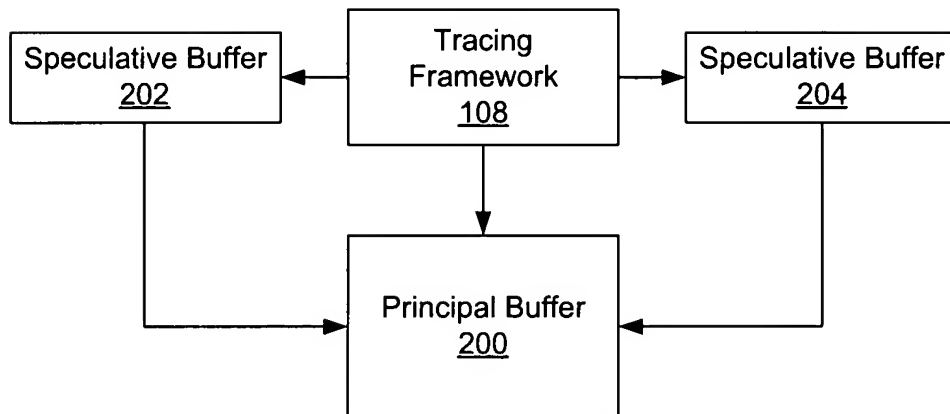 Speculative Buffer
202
Tracing
Framework
108
Speculative Buffer
204
Principal Buffer
200